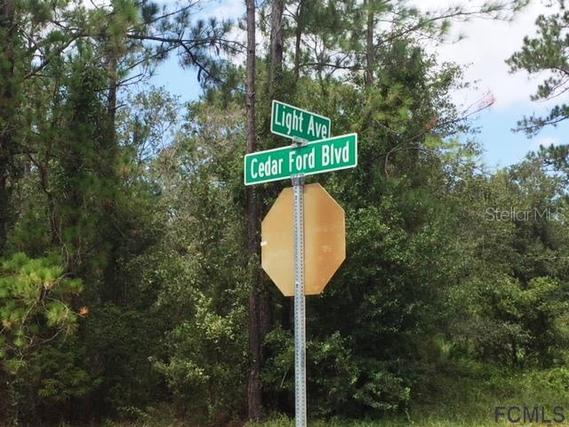 Light Ave
Cedar Ford Blvd
StellarMLS
FCMLS